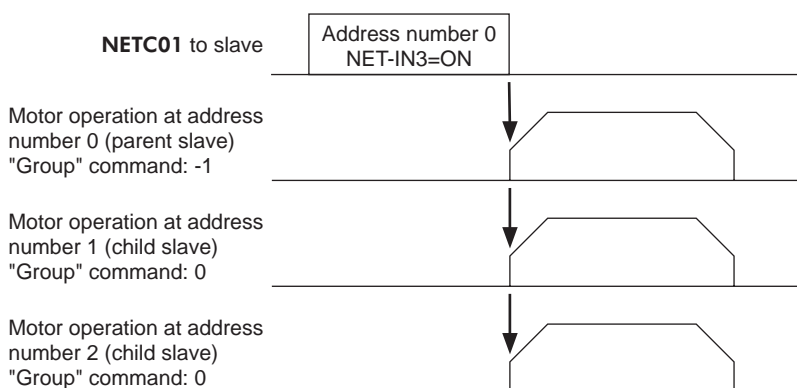 NETC01 to slave
Address number 0
NET-IN3=ON
Motor operation at address
number 0 (parent slave)
"Group" command: -1
Motor operation at address
number 1 (child slave)
"Group" command: 0
Motor operation at address
number 2 (child slave)
"Group" command: 0